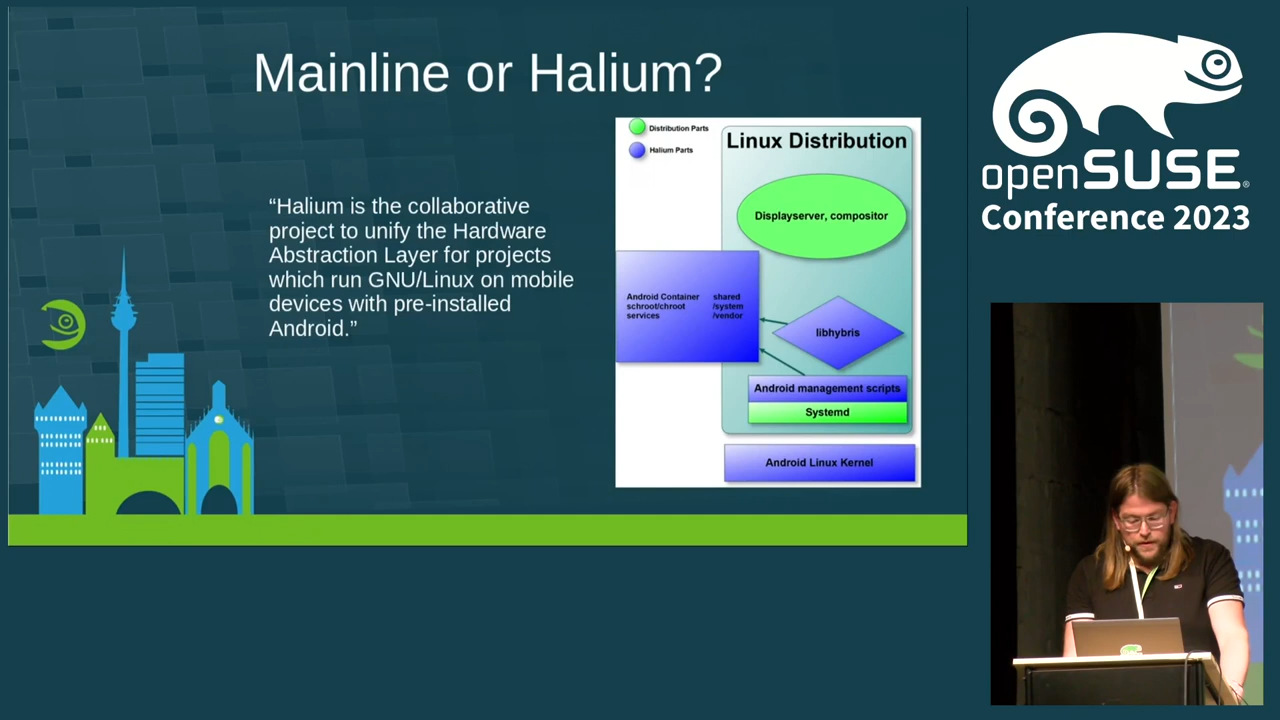 Mainline or Halium?
“Halium is the collaborative
project to unify the Hardware
Abstraction Layer for projects
which run GNU/Linux on mobile
devices with pre-installed
Android.”
Distribution Parts
Halium Parts
Linux Distribution
Displayserver, compositor
Android Container
schroot/chroot
services
shared
/system
/vendor
libhybris
Android management scripts
Systemd
Android Linux Kernel
openSUSE®
Conference 2023